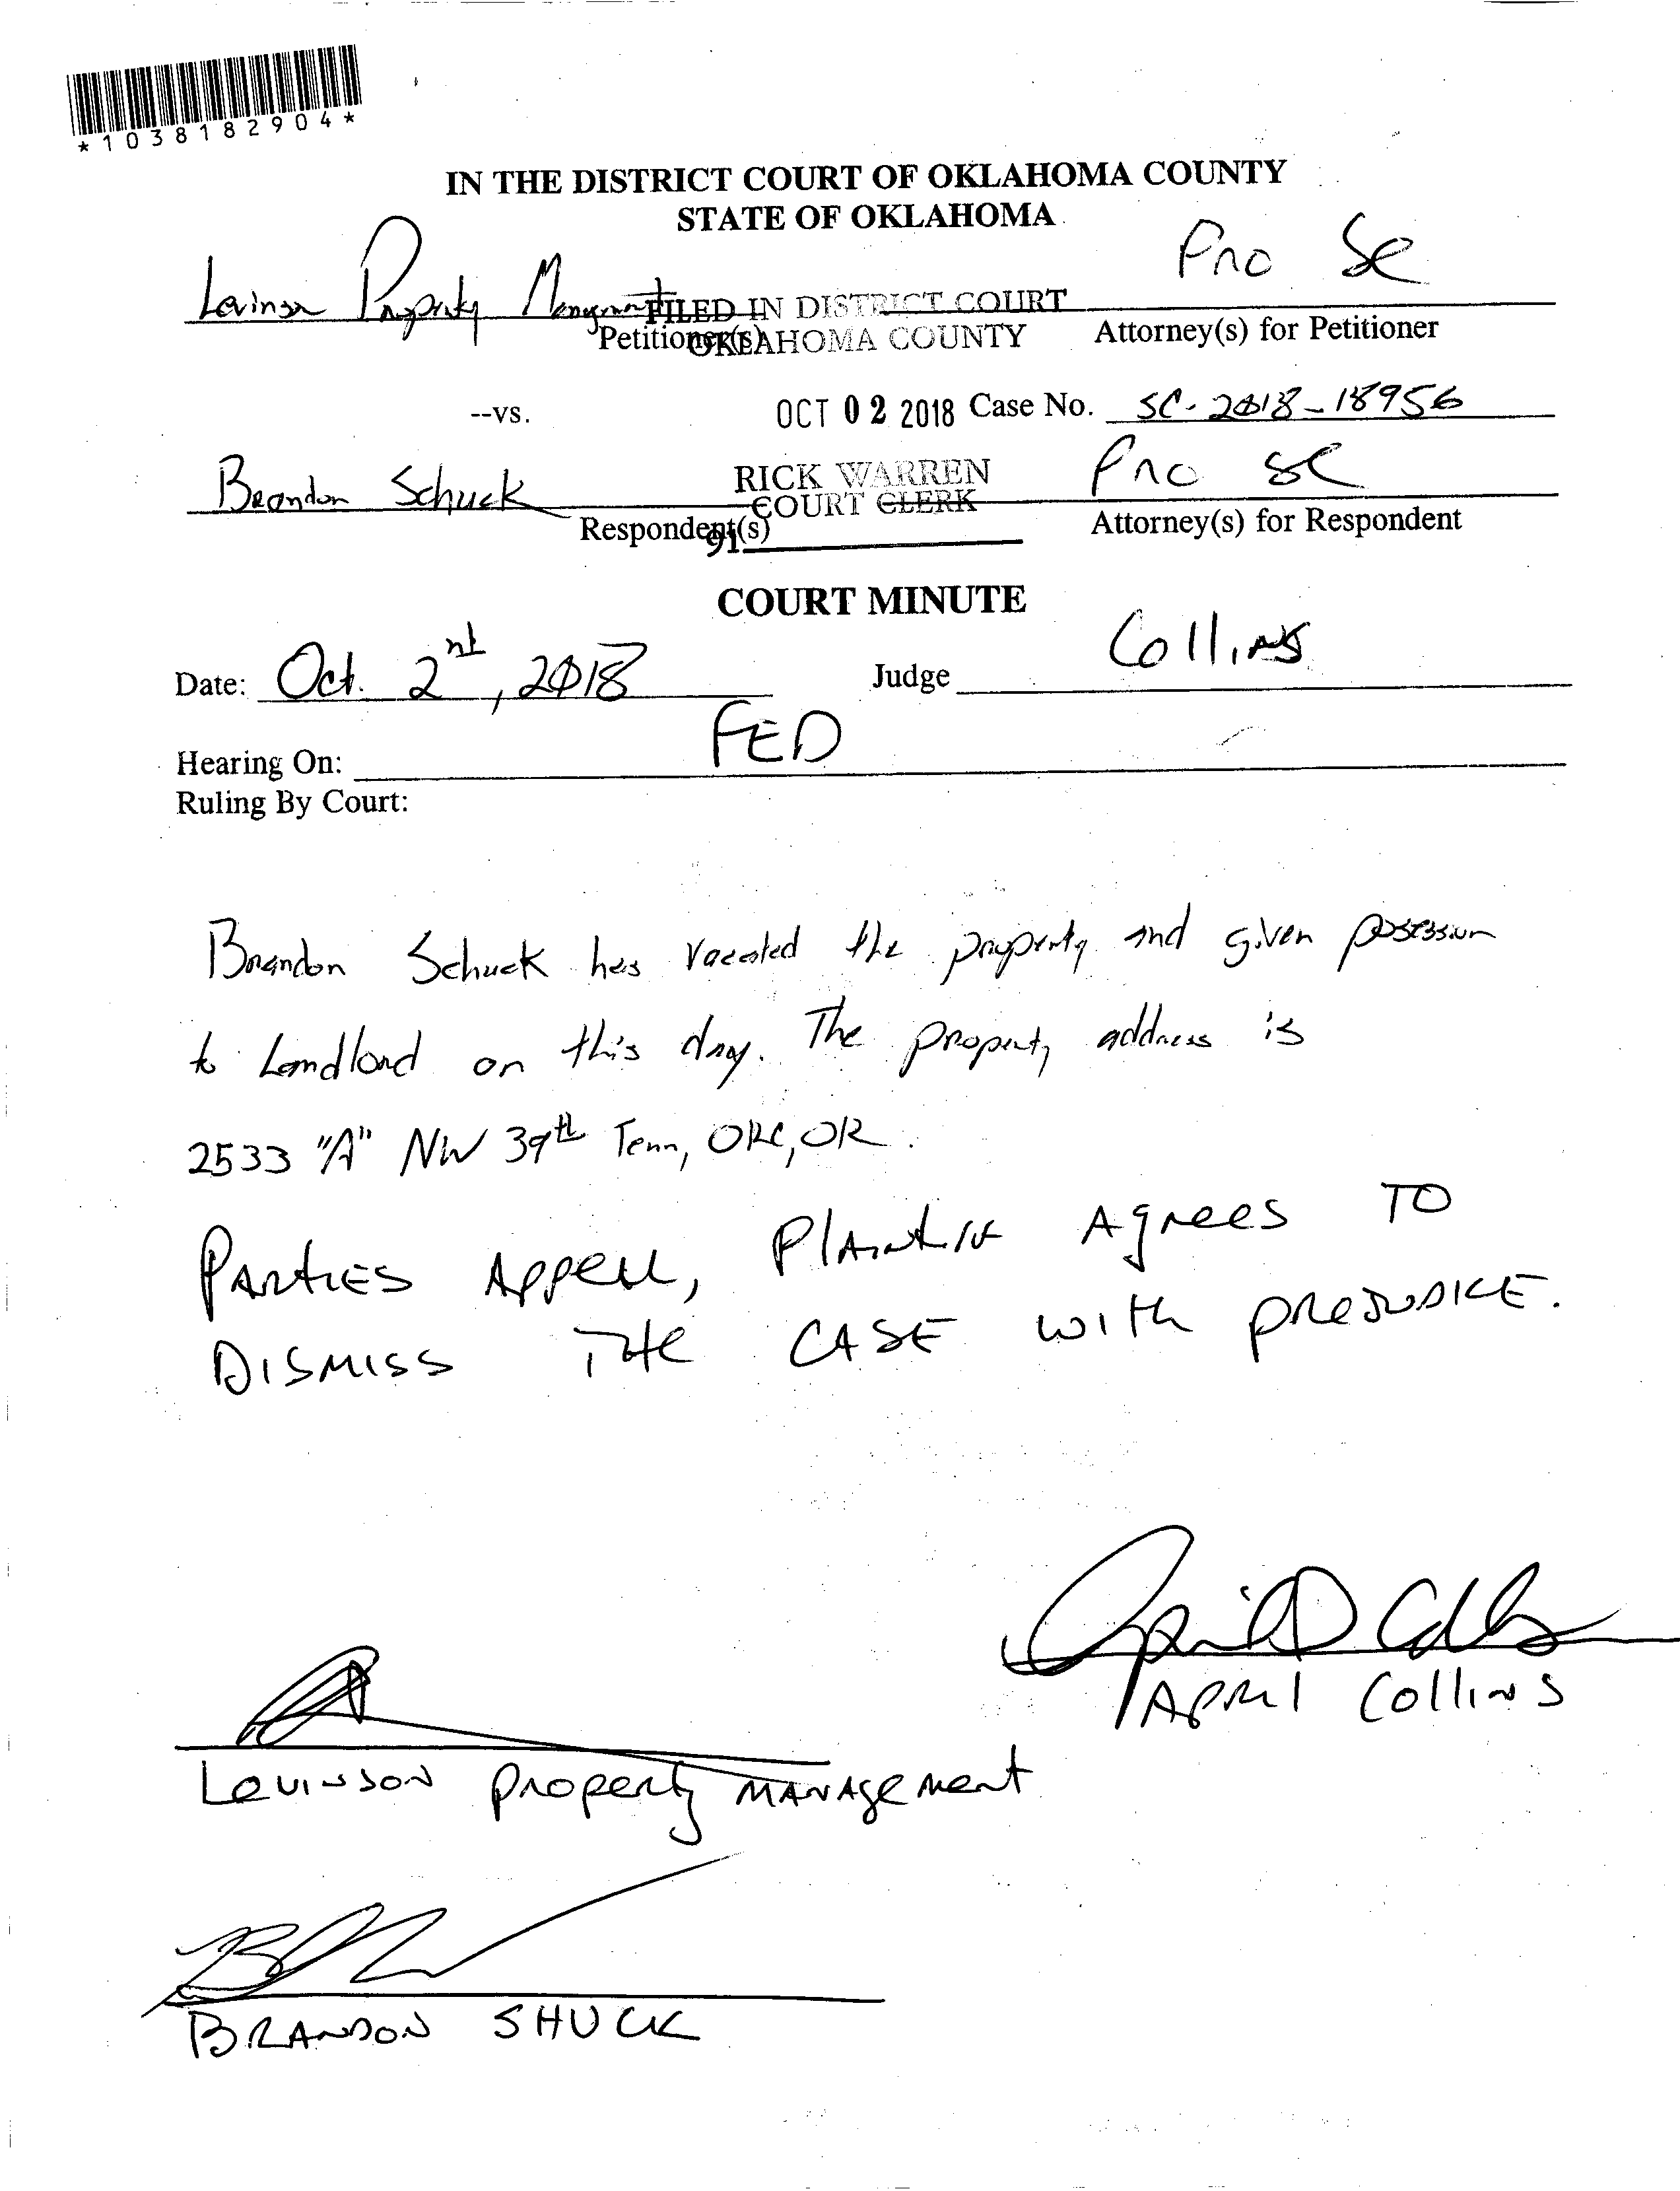 *1038182904*
IN THE DISTRICT COURT OF OKLAHOMA COUNTY
STATE OF OKLAHOMA
Levinson Property Management
Pro Se
FILED IN DISTRICT COURT
OKLAHOMA COUNTY
Petitioner(s)
Attorney(s) for Petitioner
--vs.
OCT 02 2018
Case No. SC-2018-18956
Brandon Schuck
RICK WARREN
COURT CLERK
Pro Se
Respondent(s)
91
Attorney(s) for Respondent
COURT MINUTE
Date: Oct. 2nd, 2018
Judge Collins
Hearing On: FED
Ruling By Court:
Brandon Schuck has vacated the property and given possession
to Landlord on this day. The property address is
2533 "A" NW 39th Terr, OKC, OK.
PARTIES APPEAR, PLAINTIFF AGREES TO
DISMISS THE CASE WITH PREJUDICE.
APRIL COLLINS
LEVINSON PROPERTY MANAGEMENT
BRANDON SHUCK